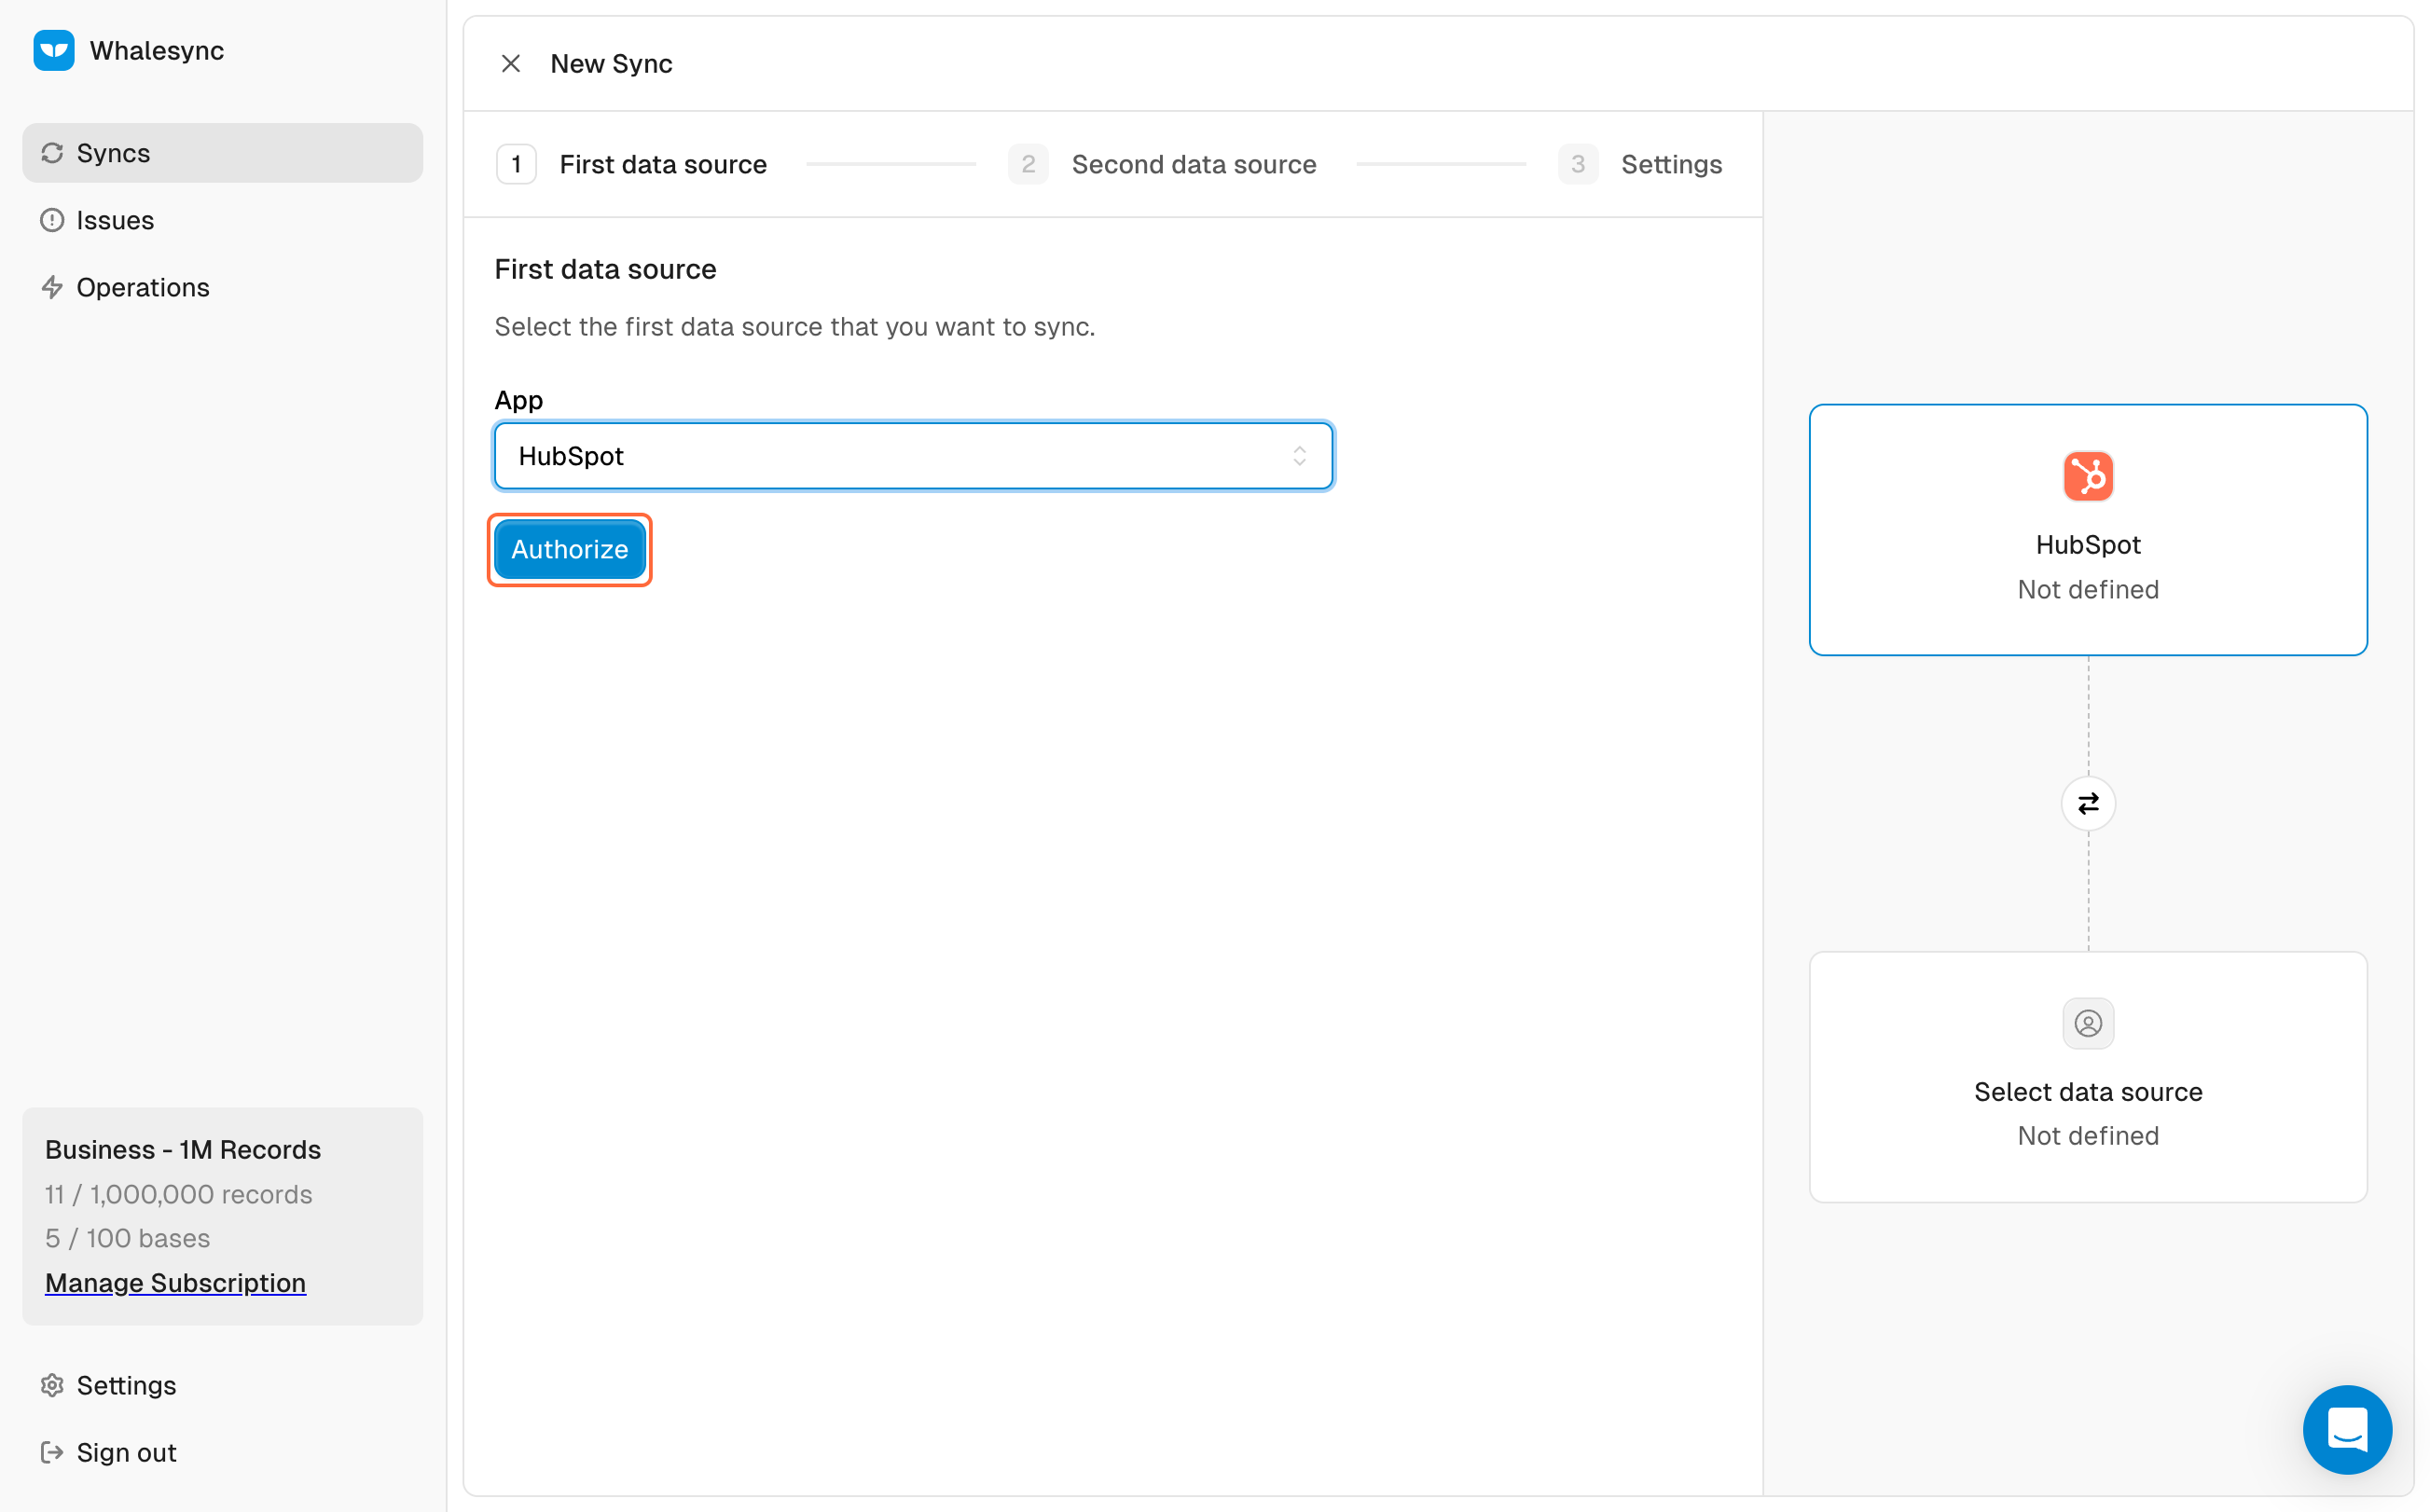 Whalesync
Syncs
Issues
Operations
Business - 1M Records
11 / 1,000,000 records
5 / 100 bases
Manage Subscription
Settings
Sign out
New Sync
1 First data source
2 Second data source
3 Settings
First data source
Select the first data source that you want to sync.
App
HubSpot
Authorize
HubSpot
Not defined
Select data source
Not defined